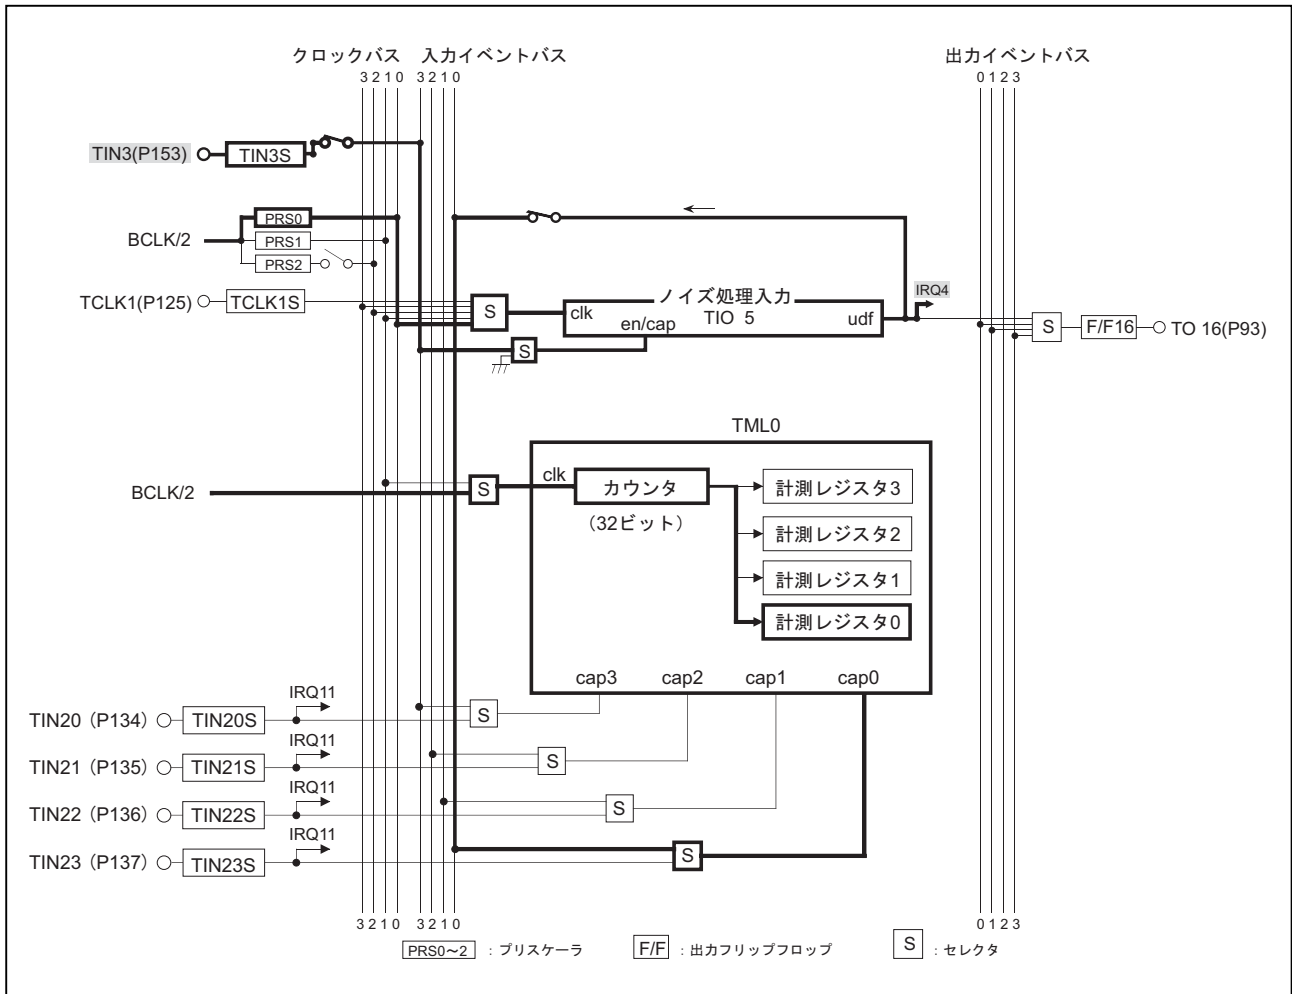 クロックバス 入力イベントバス 出力イベントバス
3 2 1 0 3 2 1 0 0 1 2 3
TIN3(P153) TIN3S
PRS0
BCLK/2 PRS1
PRS2
TCLK1(P125) TCLK1S
S clk ノイズ処理入力 IRQ4
en/cap TIO 5 udf
S F/F16 TO 16(P93)
S
TML0
BCLK/2 S clk カウンタ 計測レジスタ3
(32ビット) 計測レジスタ2
計測レジスタ1
計測レジスタ0
cap3 cap2 cap1 cap0
IRQ11
TIN20 (P134) TIN20S S
IRQ11
TIN21 (P135) TIN21S S
IRQ11
TIN22 (P136) TIN22S S
IRQ11
TIN23 (P137) TIN23S S
3 2 1 0 3 2 1 0 0 1 2 3
PRS0～2 : プリスケーラ F/F : 出力フリップフロップ S : セレクタ